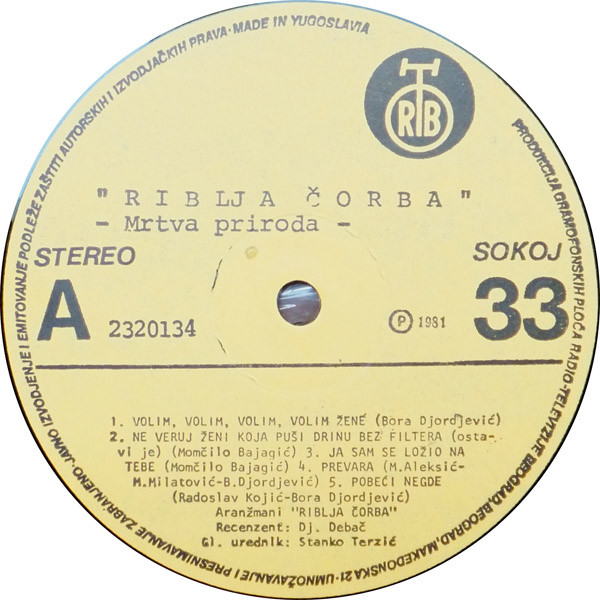 PRODUKCIJA GRAMOFONSKIH PLOČA RADIO-TELEVIZIJE BEOGRAD, BEOGRAD, MAKEDONSKA 21-UMNOŽAVANJE I PRESNIMAVANJE ZABRANJENO-JAVNO IZVODJENJE I EMITOVANJE PODLEŽE ZAŠTITI AUTORSKIH I IZVODJAČKIH PRAVA·MADE IN YUGOSLAVIA
RTB
"RIBLJA ČORBA"
- Mrtva priroda -
STEREO
SOKOJ
A 2320134
Ⓟ 1981
33
1. VOLIM, VOLIM, VOLIM, VOLIM ŽENE (Bora Djordjević)
2. NE VERUJ ŽENI KOJA PUŠI DRINU BEZ FILTERA (osta-
vi je) (Momčilo Bajagić) 3. JA SAM SE LOŽIO NA
TEBE (Momčilo Bajagić) 4. PREVARA (M.Aleksić-
M.Milatović-B.Djordjević) 5. POBEĆI NEGDE
(Radoslav Kojić-Bora Djordjević)
Aranžmani "RIBLJA ČORBA"
Recenzent: Dj. Debač
Gl. urednik: Stanko Terzić